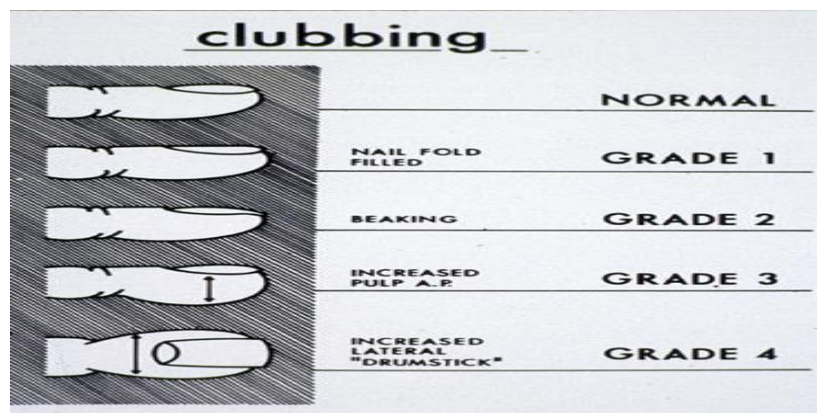 clubbing
NORMAL
NAIL FOLD
FILLED
GRADE 1
BEAKING
GRADE 2
INCREASED
PULP A.P.
GRADE 3
INCREASED
LATERAL
"DRUMSTICK"
GRADE 4